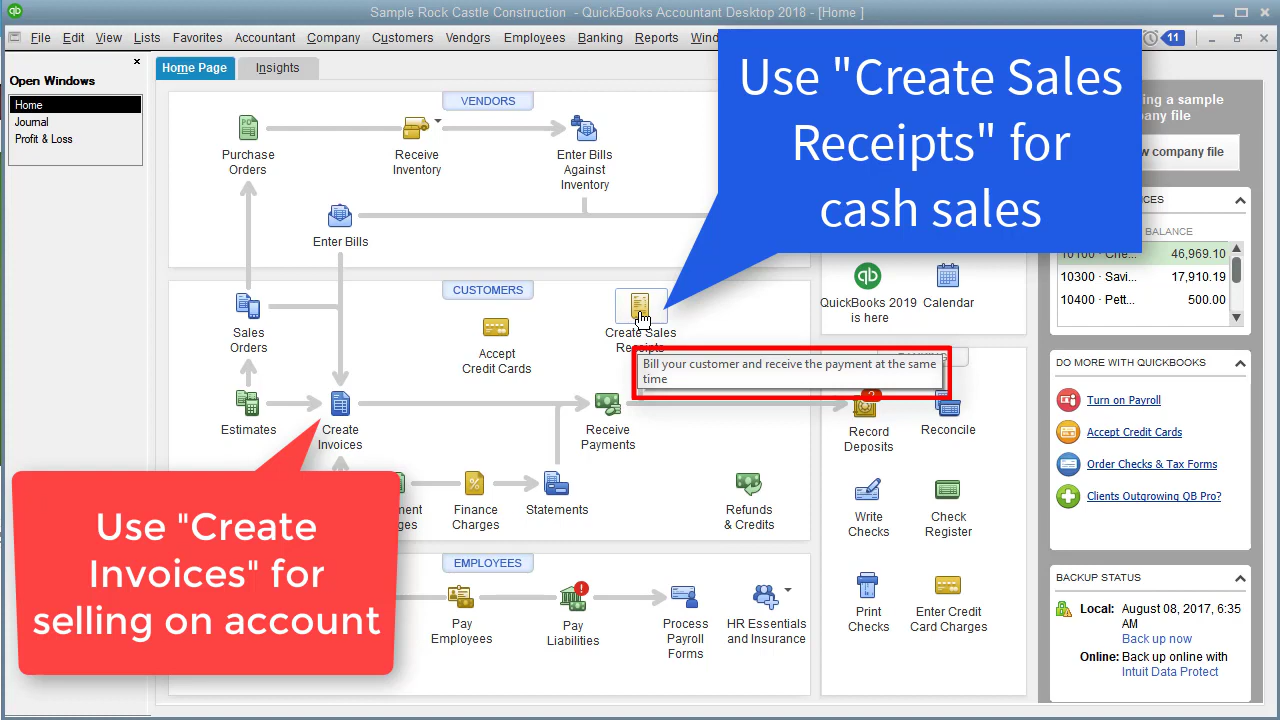 Sample Rock Castle Construction - QuickBooks Accountant Desktop 2018 - [Home ]
File Edit View Lists Favorites Accountant Company Customers Vendors Employees Banking Reports
11
Open Windows
Home
Journal
Profit & Loss
Home Page
Insights
VENDORS
Purchase
Orders
Receive
Inventory
Enter Bills
Against
Inventory
Enter Bills
Use "Create Sales
Receipts" for
cash sales
CUSTOMERS
Sales
Orders
Accept
Credit Cards
Create Sales
Receipts
Bill your customer and receive the payment at the same
time
Estimates
Create
Invoices
Receive
Payments
Finance
Charges
Statements
Refunds
& Credits
Use "Create
Invoices" for
selling on account
EMPLOYEES
Pay
Employees
Pay
Liabilities
Process
Payroll
Forms
HR Essentials
and Insurance
QuickBooks 2019
is here
Calendar
Record
Deposits
Reconcile
Write
Checks
Check
Register
Print
Checks
Enter Credit
Card Charges
a sample
file
company file
BALANCE
46,969.10
10300 · Savi... 17,910.19
10400 · Pett... 500.00
DO MORE WITH QUICKBOOKS
Turn on Payroll
Accept Credit Cards
Order Checks & Tax Forms
Clients Outgrowing QB Pro?
BACKUP STATUS
Local: August 08, 2017, 6:35
AM
Back up now
Online: Back up online with
Intuit Data Protect